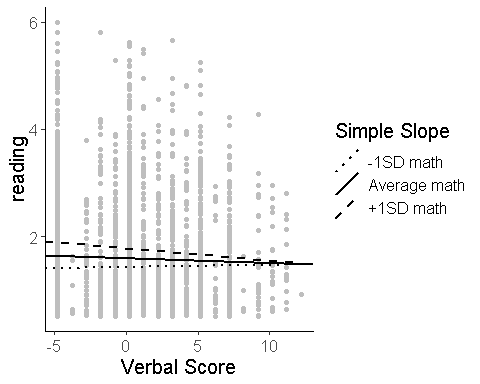 6
4
2
reading
-5
0
5
10
Verbal Score
Simple Slope
-1SD math
Average math
+1SD math